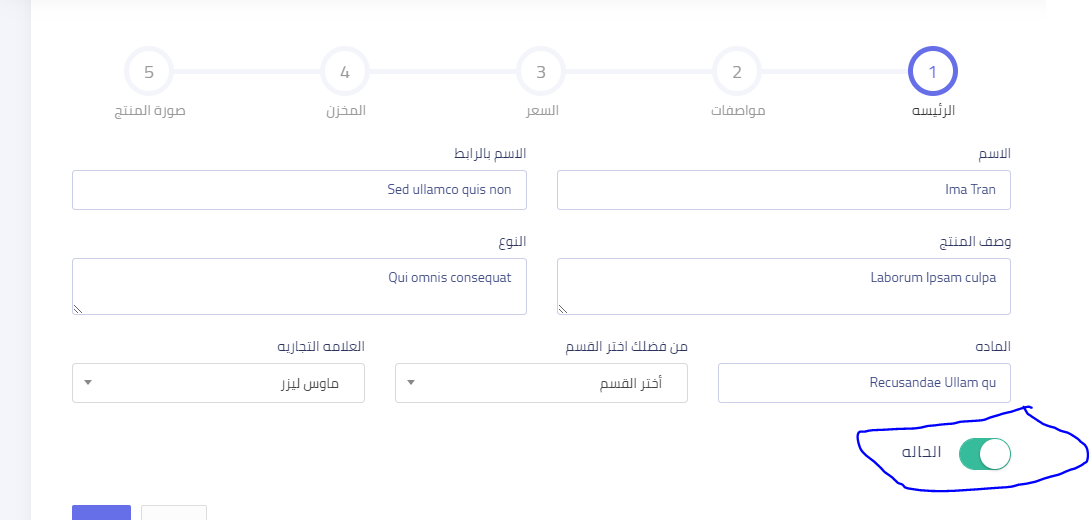 1 2 3 4 5
الرئيسه مواصفات السعر المخزن صورة المنتج
الاسم الاسم بالرابط
Ima Tran Sed ullamco quis non
وصف المنتج النوع
Laborum Ipsam culpa Qui omnis consequat
الماده من فضلك اختر القسم العلامه التجاريه
Recusandae Ullam qu أختر القسم ماوس ليزر
الحاله